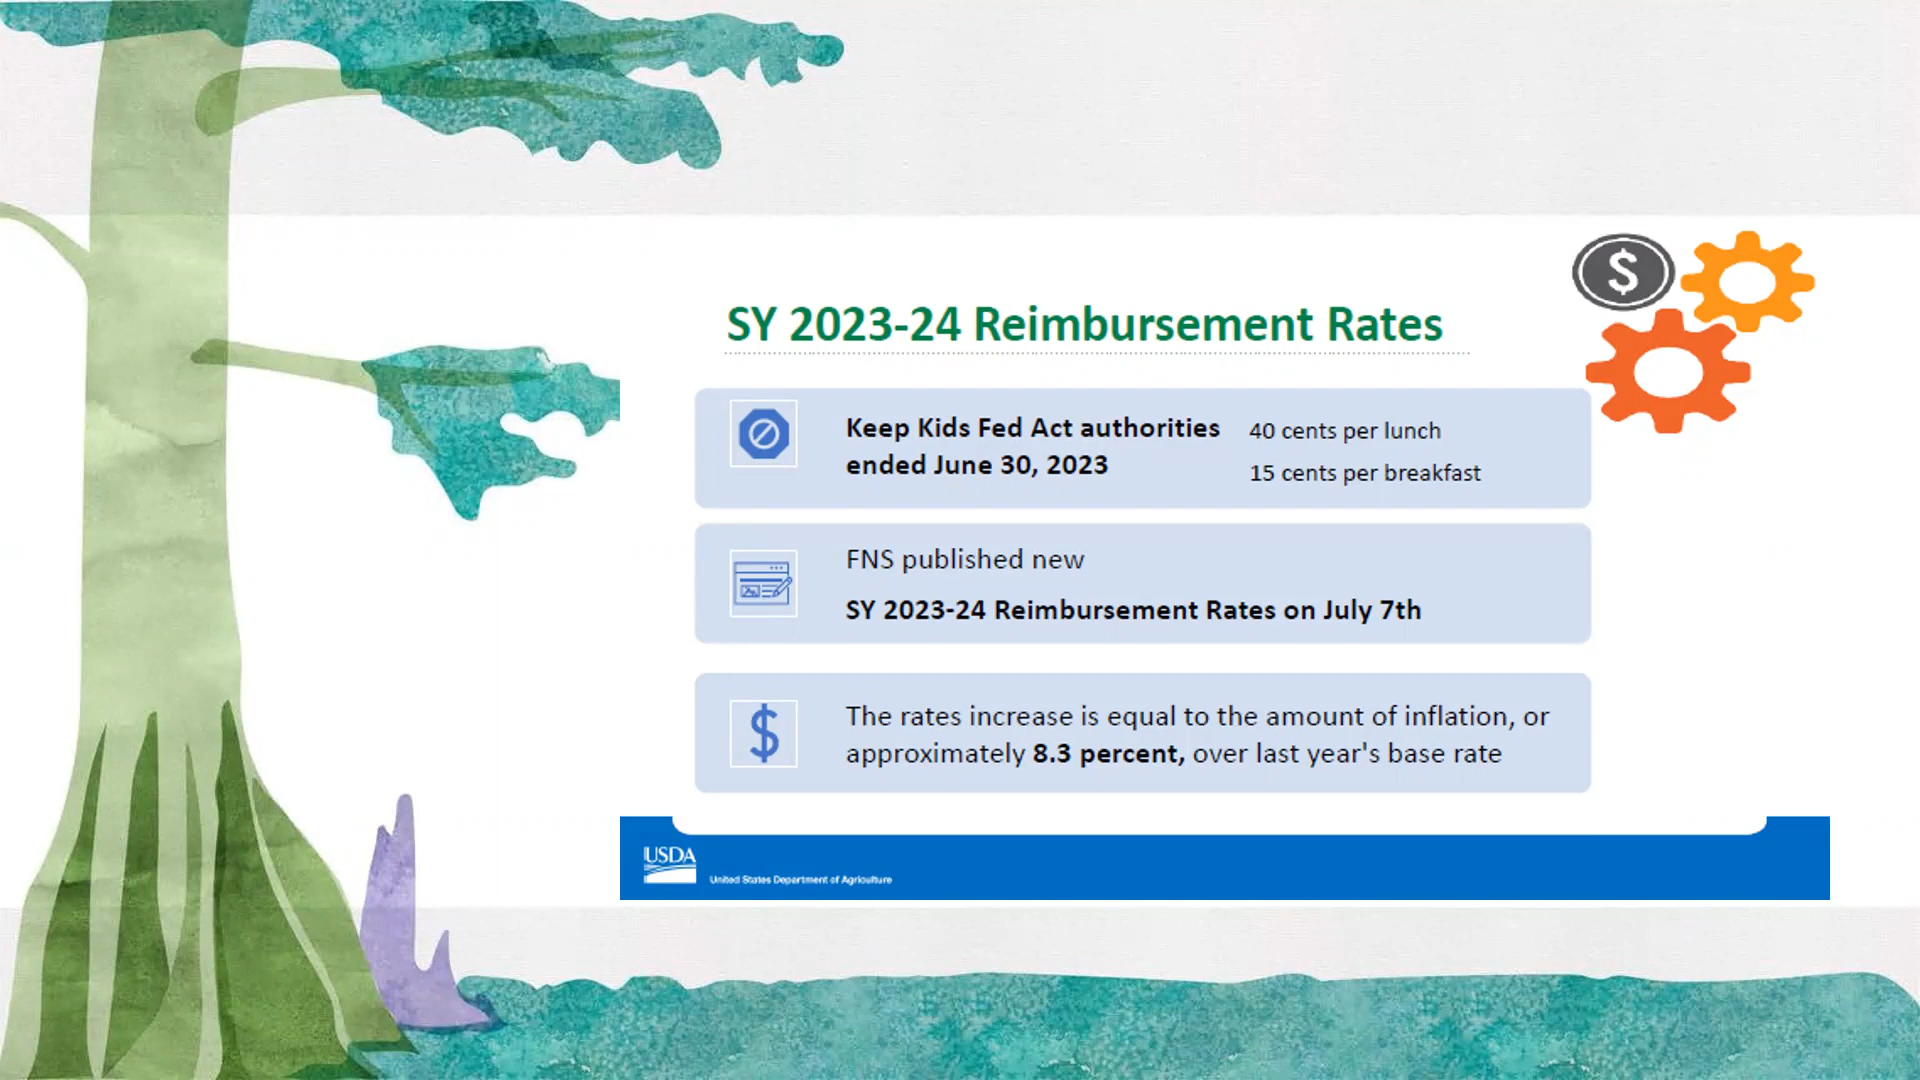 SY 2023-24 Reimbursement Rates
Keep Kids Fed Act authorities
ended June 30, 2023
40 cents per lunch
15 cents per breakfast
FNS published new
SY 2023-24 Reimbursement Rates on July 7th
The rates increase is equal to the amount of inflation, or
approximately 8.3 percent, over last year's base rate
USDA
United States Department of Agriculture
$
$